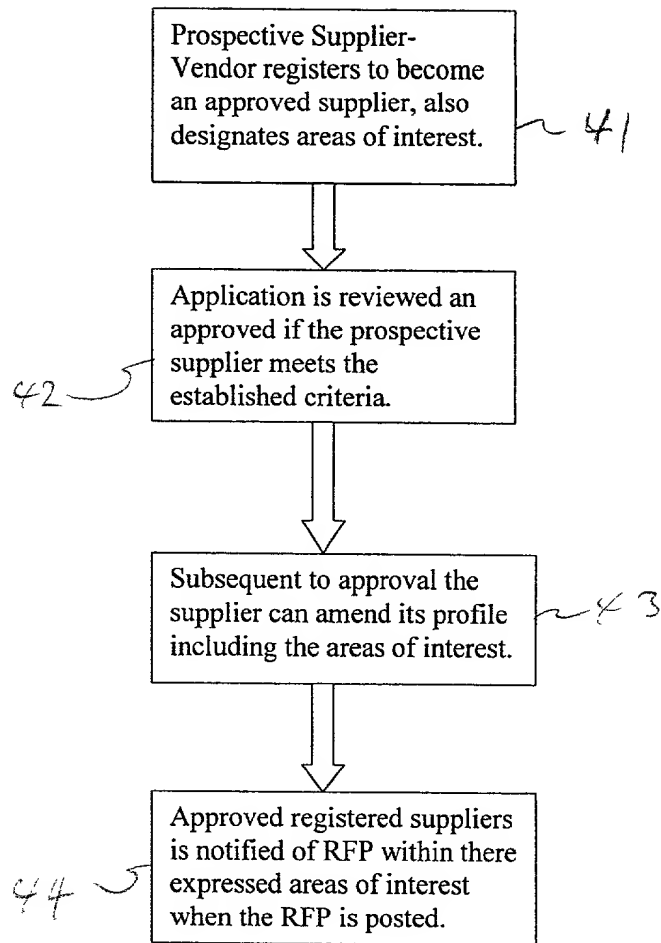 Prospective Supplier-
Vendor registers to become
an approved supplier, also
designates areas of interest.
41
Application is reviewed an
approved if the prospective
supplier meets the
established criteria.
42
Subsequent to approval the
supplier can amend its profile
including the areas of interest.
43
Approved registered suppliers
is notified of RFP within there
expressed areas of interest
when the RFP is posted.
44